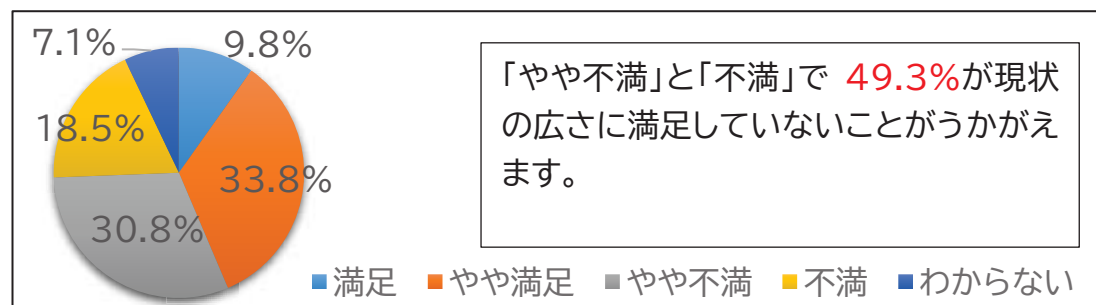 7.1%
9.8%
18.5%
33.8%
30.8%
「やや不満」と「不満」で 49.3%が現状
の広さに満足していないことがうかがえ
ます。
満足 やや満足 やや不満 不満 わからない